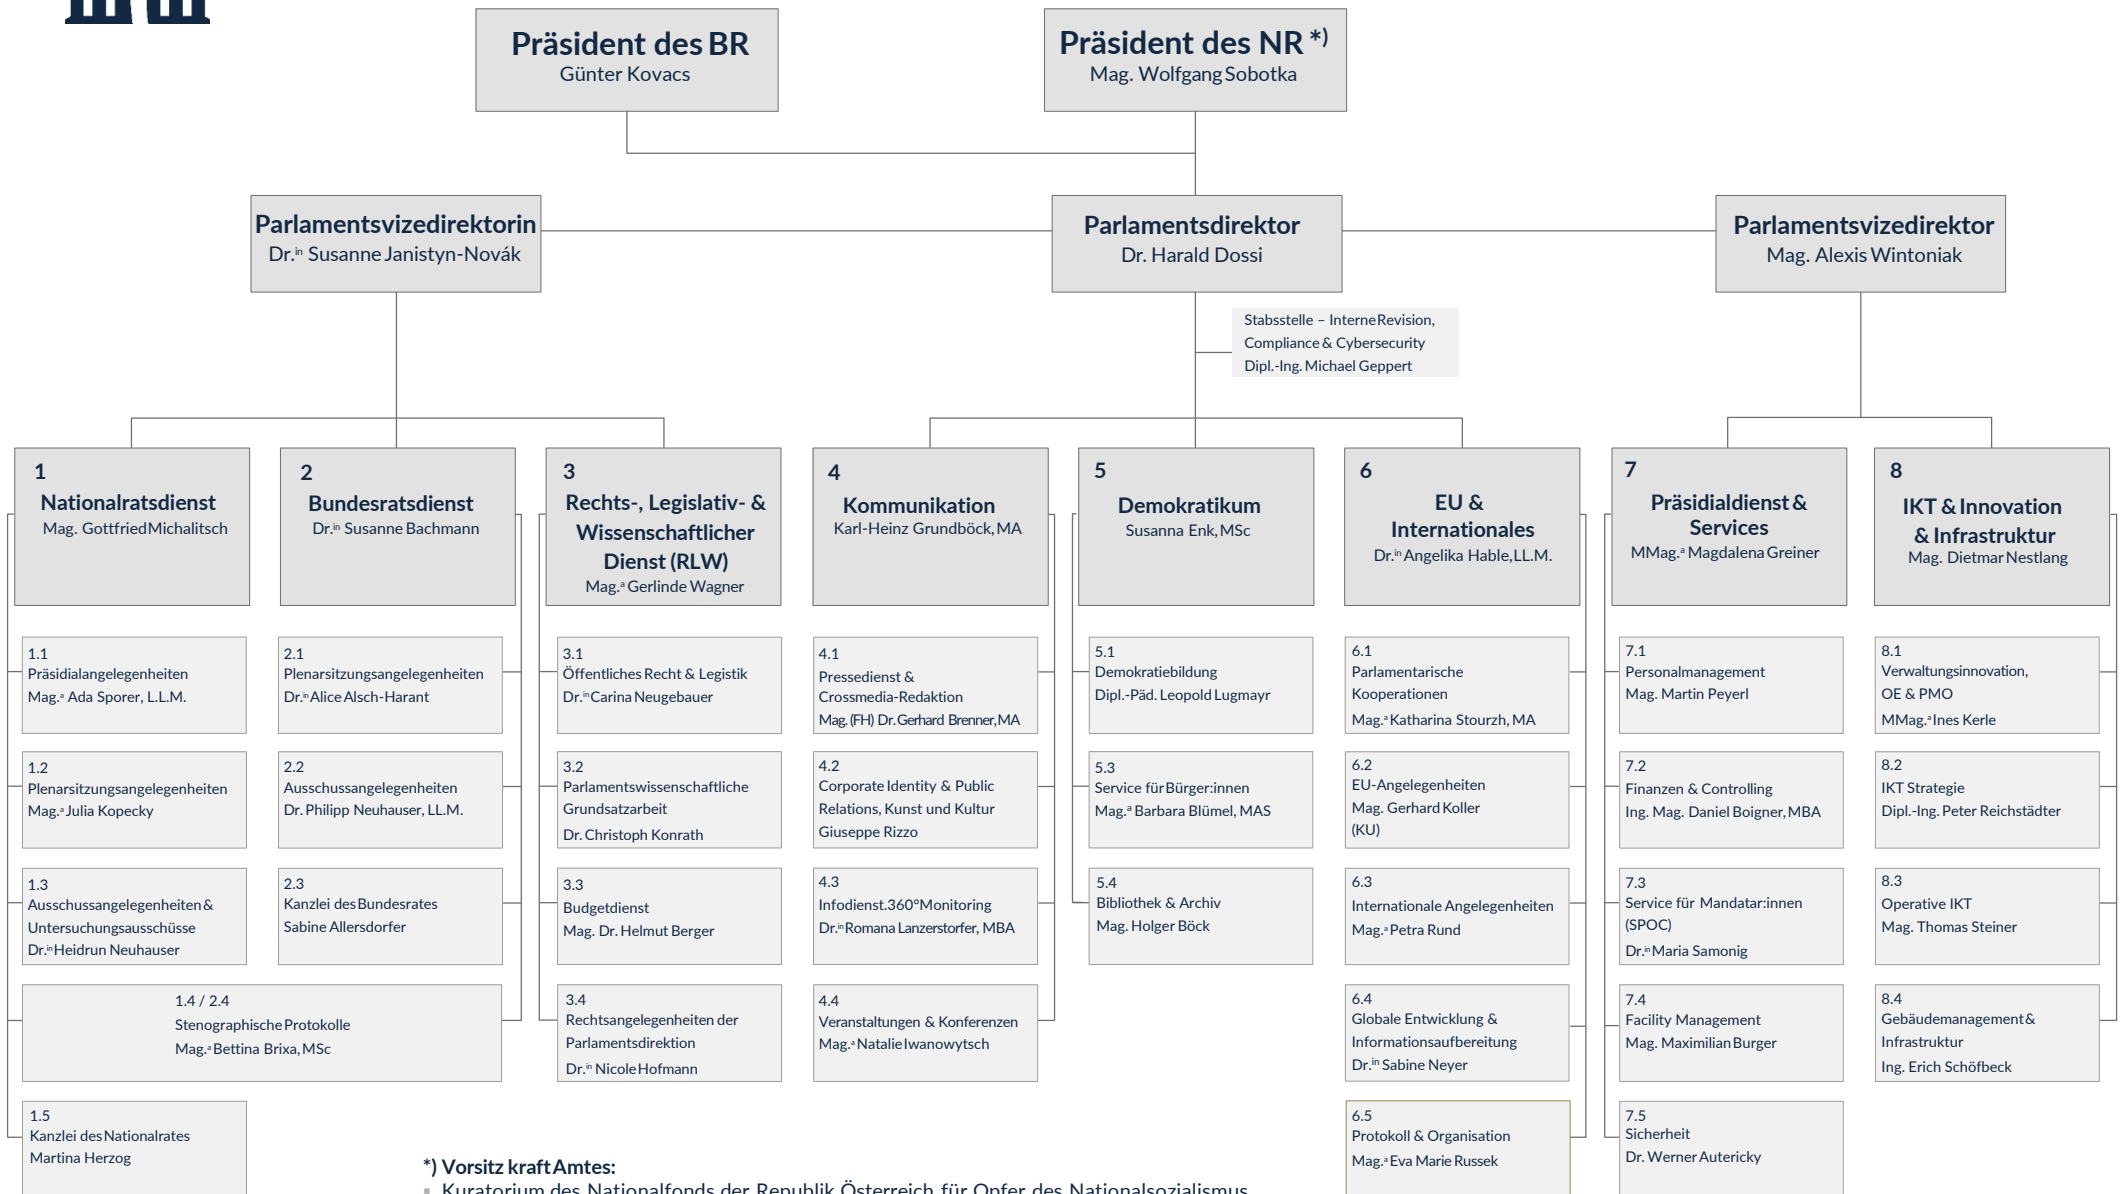 Präsident des BR
Günter Kovacs
Präsident des NR *)
Mag. Wolfgang Sobotka
Parlamentsvizedirektorin
Dr.in Susanne Janistyn-Novák
Parlamentsdirektor
Dr. Harald Dossi
Parlamentsvizedirektor
Mag. Alexis Wintoniak
Stabsstelle – Interne Revision,
Compliance & Cybersecurity
Dipl.-Ing. Michael Geppert
1
Nationalratsdienst
Mag. Gottfried Michalitsch
2
Bundesratsdienst
Dr.in Susanne Bachmann
3
Rechts-, Legislativ- &
Wissenschaftlicher
Dienst (RLW)
Mag.a Gerlinde Wagner
4
Kommunikation
Karl-Heinz Grundböck, MA
5
Demokratikum
Susanna Enk, MSc
6
EU &
Internationales
Dr.in Angelika Hable, LL.M.
7
Präsidialdienst &
Services
MMag.a Magdalena Greiner
8
IKT & Innovation
& Infrastruktur
Mag. Dietmar Nestlang
1.1
Präsidialangelegenheiten
Mag.a Ada Sporer, L.L.M.
1.2
Plenarsitzungsangelegenheiten
Mag.a Julia Kopecky
1.3
Ausschussangelegenheiten &
Untersuchungsausschüsse
Dr.in Heidrun Neuhauser
1.4 / 2.4
Stenographische Protokolle
Mag.a Bettina Brixa, MSc
1.5
Kanzlei des Nationalrates
Martina Herzog
2.1
Plenarsitzungsangelegenheiten
Dr.in Alice Alsch-Harant
2.2
Ausschussangelegenheiten
Dr. Philipp Neuhauser, LL.M.
2.3
Kanzlei des Bundesrates
Sabine Allersdorfer
3.1
Öffentliches Recht & Legistik
Dr.in Carina Neugebauer
3.2
Parlamentswissenschaftliche
Grundsatzarbeit
Dr. Christoph Konrath
3.3
Budgetdienst
Mag. Dr. Helmut Berger
3.4
Rechtsangelegenheiten der
Parlamentsdirektion
Dr.in Nicole Hofmann
4.1
Pressedienst &
Crossmedia-Redaktion
Mag. (FH) Dr. Gerhard Brenner, MA
4.2
Corporate Identity & Public
Relations, Kunst und Kultur
Giuseppe Rizzo
4.3
Infodienst.360°Monitoring
Dr.in Romana Lanzerstorfer, MBA
4.4
Veranstaltungen & Konferenzen
Mag.a Natalie Iwanowytsch
5.1
Demokratiebildung
Dipl.-Päd. Leopold Lugmayr
5.3
Service für Bürger:innen
Mag.a Barbara Blümel, MAS
5.4
Bibliothek & Archiv
Mag. Holger Böck
6.1
Parlamentarische
Kooperationen
Mag.a Katharina Stourzh, MA
6.2
EU-Angelegenheiten
Mag. Gerhard Koller
(KU)
6.3
Internationale Angelegenheiten
Mag.a Petra Rund
6.4
Globale Entwicklung &
Informationsaufbereitung
Dr.in Sabine Neyer
6.5
Protokoll & Organisation
Mag.a Eva Marie Russek
7.1
Personalmanagement
Mag. Martin Peyerl
7.2
Finanzen & Controlling
Ing. Mag. Daniel Boigner, MBA
7.3
Service für Mandatar:innen
(SPOC)
Dr.in Maria Samonig
7.4
Facility Management
Mag. Maximilian Burger
7.5
Sicherheit
Dr. Werner Autericky
8.1
Verwaltungsinnovation,
OE & PMO
MMag.a Ines Kerle
8.2
IKT Strategie
Dipl.-Ing. Peter Reichstädter
8.3
Operative IKT
Mag. Thomas Steiner
8.4
Gebäudemanagement &
Infrastruktur
Ing. Erich Schöfbeck
*) Vorsitz kraft Amtes:
Kuratorium des Nationalfonds der Republik Österreich für Opfer des Nationalsozialismus